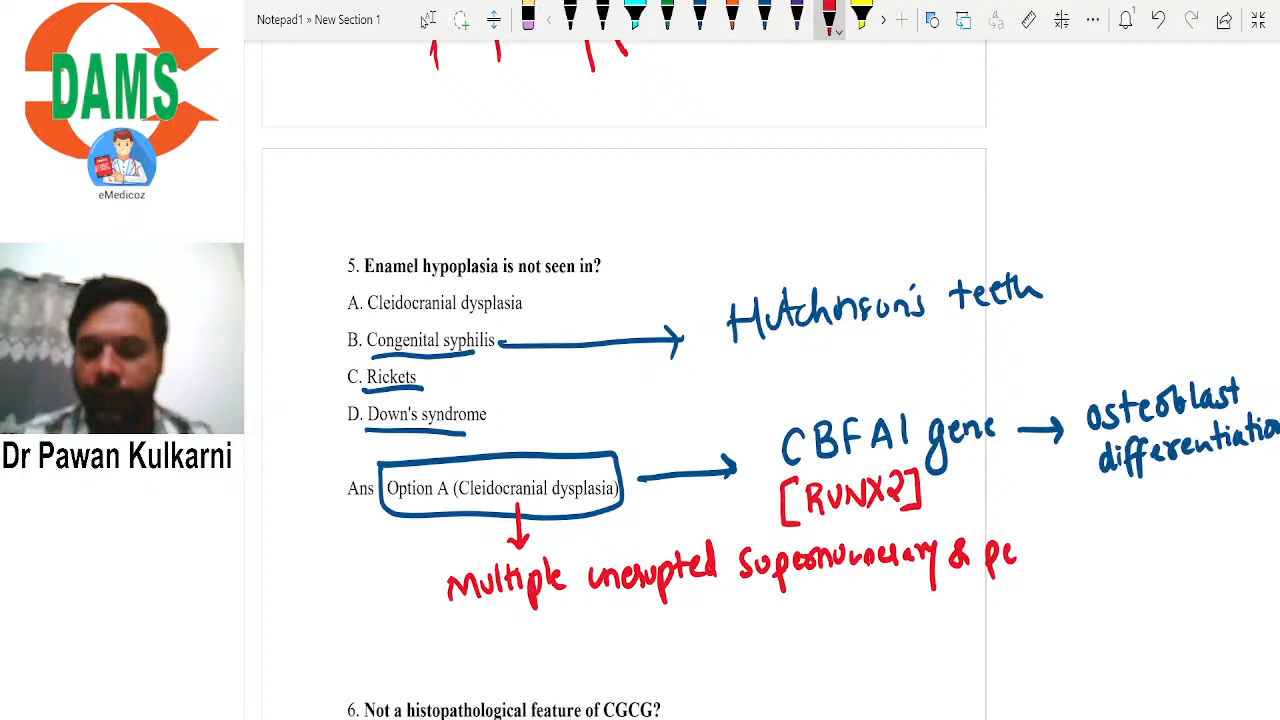 Notepad1 » New Section 1
DAMS
eMedicoz
5. Enamel hypoplasia is not seen in?
A. Cleidocranial dysplasia
Hutchinson's teeth
B. Congenital syphilis
C. Rickets
D. Down's syndrome
CBFA1 gene
osteoblast
differentiation
Dr Pawan Kulkarni
Ans Option A (Cleidocranial dysplasia)
[RUNX2]
Multiple unerupted supernumerary & pe
6. Not a histopathological feature of CGCG?